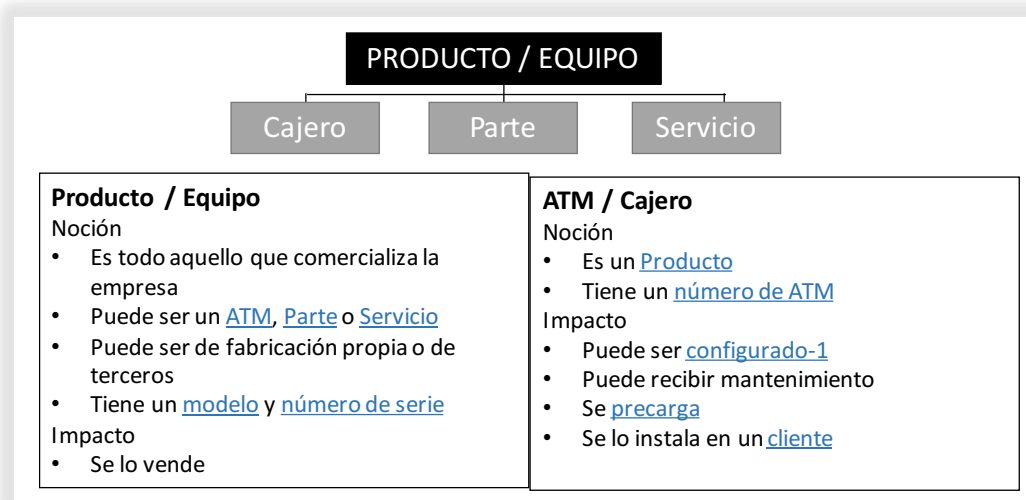 PRODUCTO / EQUIPO
Cajero
Parte
Servicio
Producto / Equipo
Noción
• Es todo aquello que comercializa la
empresa
• Puede ser un ATM, Parte o Servicio
• Puede ser de fabricación propia o de
terceros
• Tiene un modelo y número de serie
Impacto
• Se lo vende
ATM / Cajero
Noción
• Es un Producto
• Tiene un número de ATM
Impacto
• Puede ser configurado-1
• Puede recibir mantenimiento
• Se precarga
• Se lo instala en un cliente